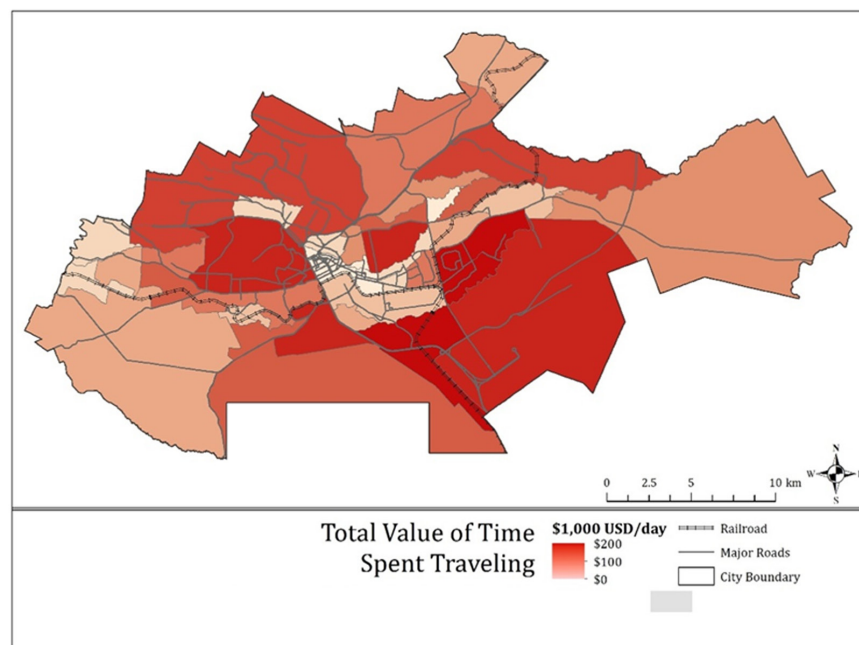 N
W
S
0 2.5 5 10 km
Total Value of Time
Spent Traveling
$1,000 USD/day
$200
$100
$0
Railroad
Major Roads
City Boundary